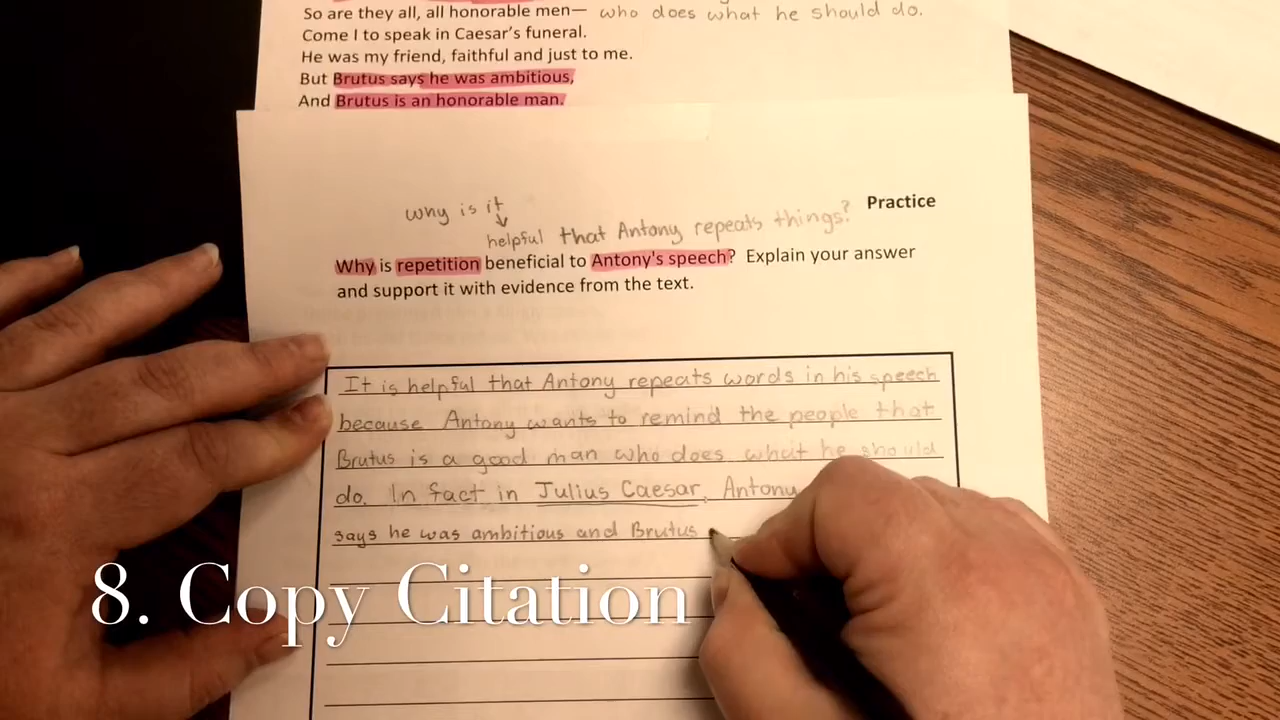 So are they all, all honorable men— who does what he should do.
Come I to speak in Caesar's funeral.
He was my friend, faithful and just to me.
But Brutus says he was ambitious,
And Brutus is an honorable man.
Practice
why is it
helpful that Antony repeats things?
Why is repetition beneficial to Antony's speech? Explain your answer
and support it with evidence from the text.
It is helpful that Antony repeats words in his speech
because Antony wants to remind the people that
Brutus is a good man who does what he should
do. In fact in Julius Caesar, Antony
says he was ambitious and Brutus
8. Copy Citation